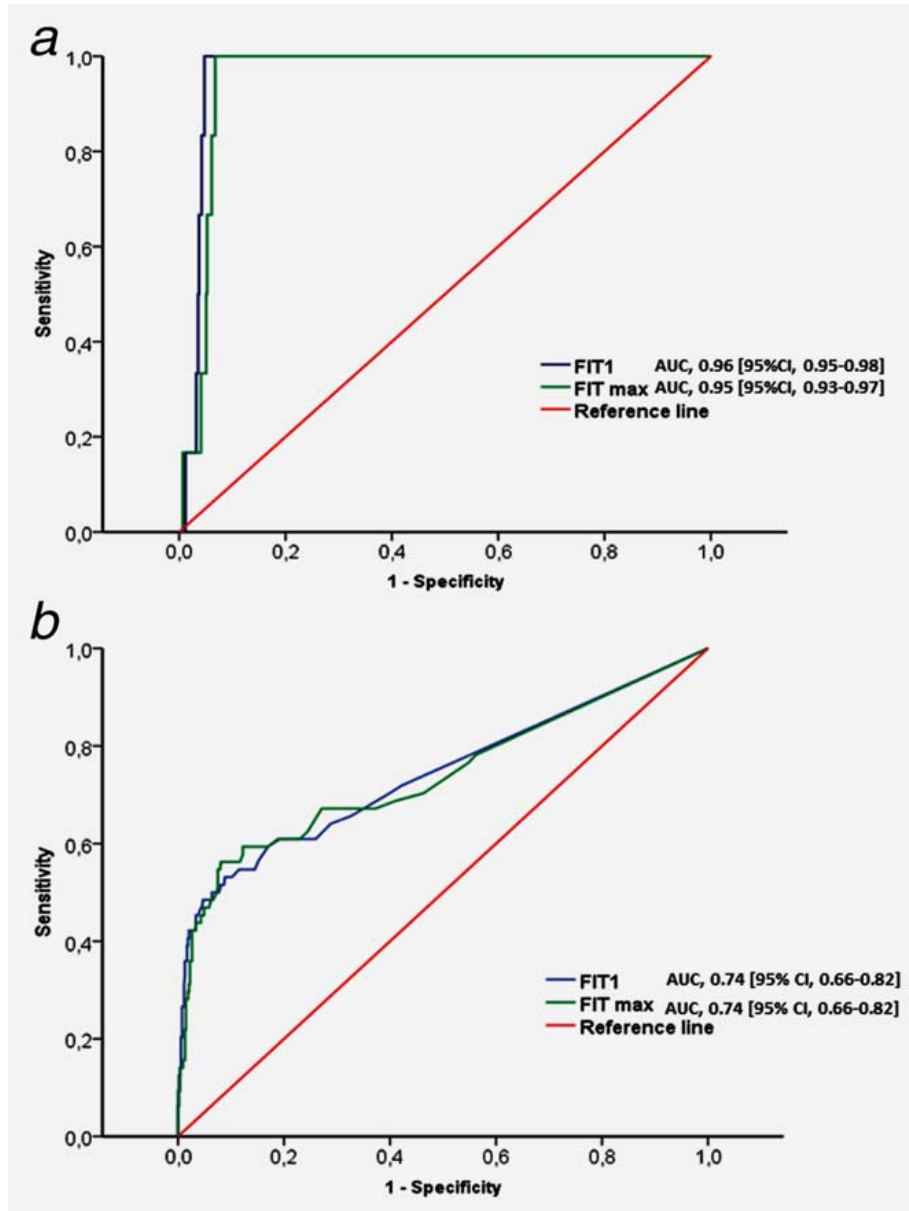 a
1,0
0,8
0,6
0,4
0,2
0,0
Sensitivity
FIT1 AUC, 0.96 [95%CI, 0.95-0.98]
FIT max AUC, 0.95 [95%CI, 0.93-0.97]
Reference line
0,0 0,2 0,4 0,6 0,8 1,0
1 - Specificity
b
1,0
0,8
0,6
0,4
0,2
0,0
Sensitivity
FIT1 AUC, 0.74 [95% CI, 0.66-0.82]
FIT max AUC, 0.74 [95% CI, 0.66-0.82]
Reference line
0,0 0,2 0,4 0,6 0,8 1,0
1 - Specificity